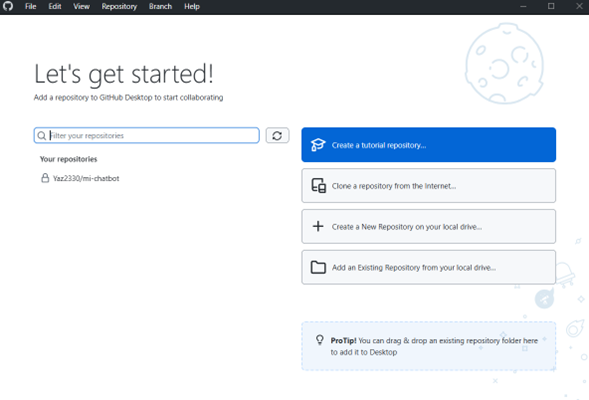 File Edit View Repository Branch Help
Let's get started!
Add a repository to GitHub Desktop to start collaborating
Filter your repositories
Your repositories
Yaz2330/mi-chatbot
Create a tutorial repository...
Clone a repository from the Internet...
Create a New Repository on your local drive...
Add an Existing Repository from your local drive...
ProTip! You can drag & drop an existing repository folder here
to add it to Desktop